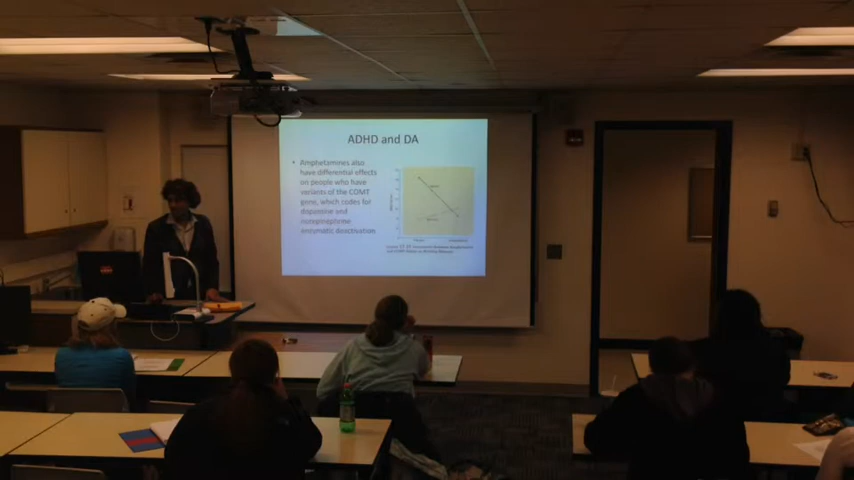 ADHD and DA
• Amphetamines also
have differential effects
on people who have
variants of the COMT
gene, which codes for
dopamine and
norepinephrine
enzymatic deactivation